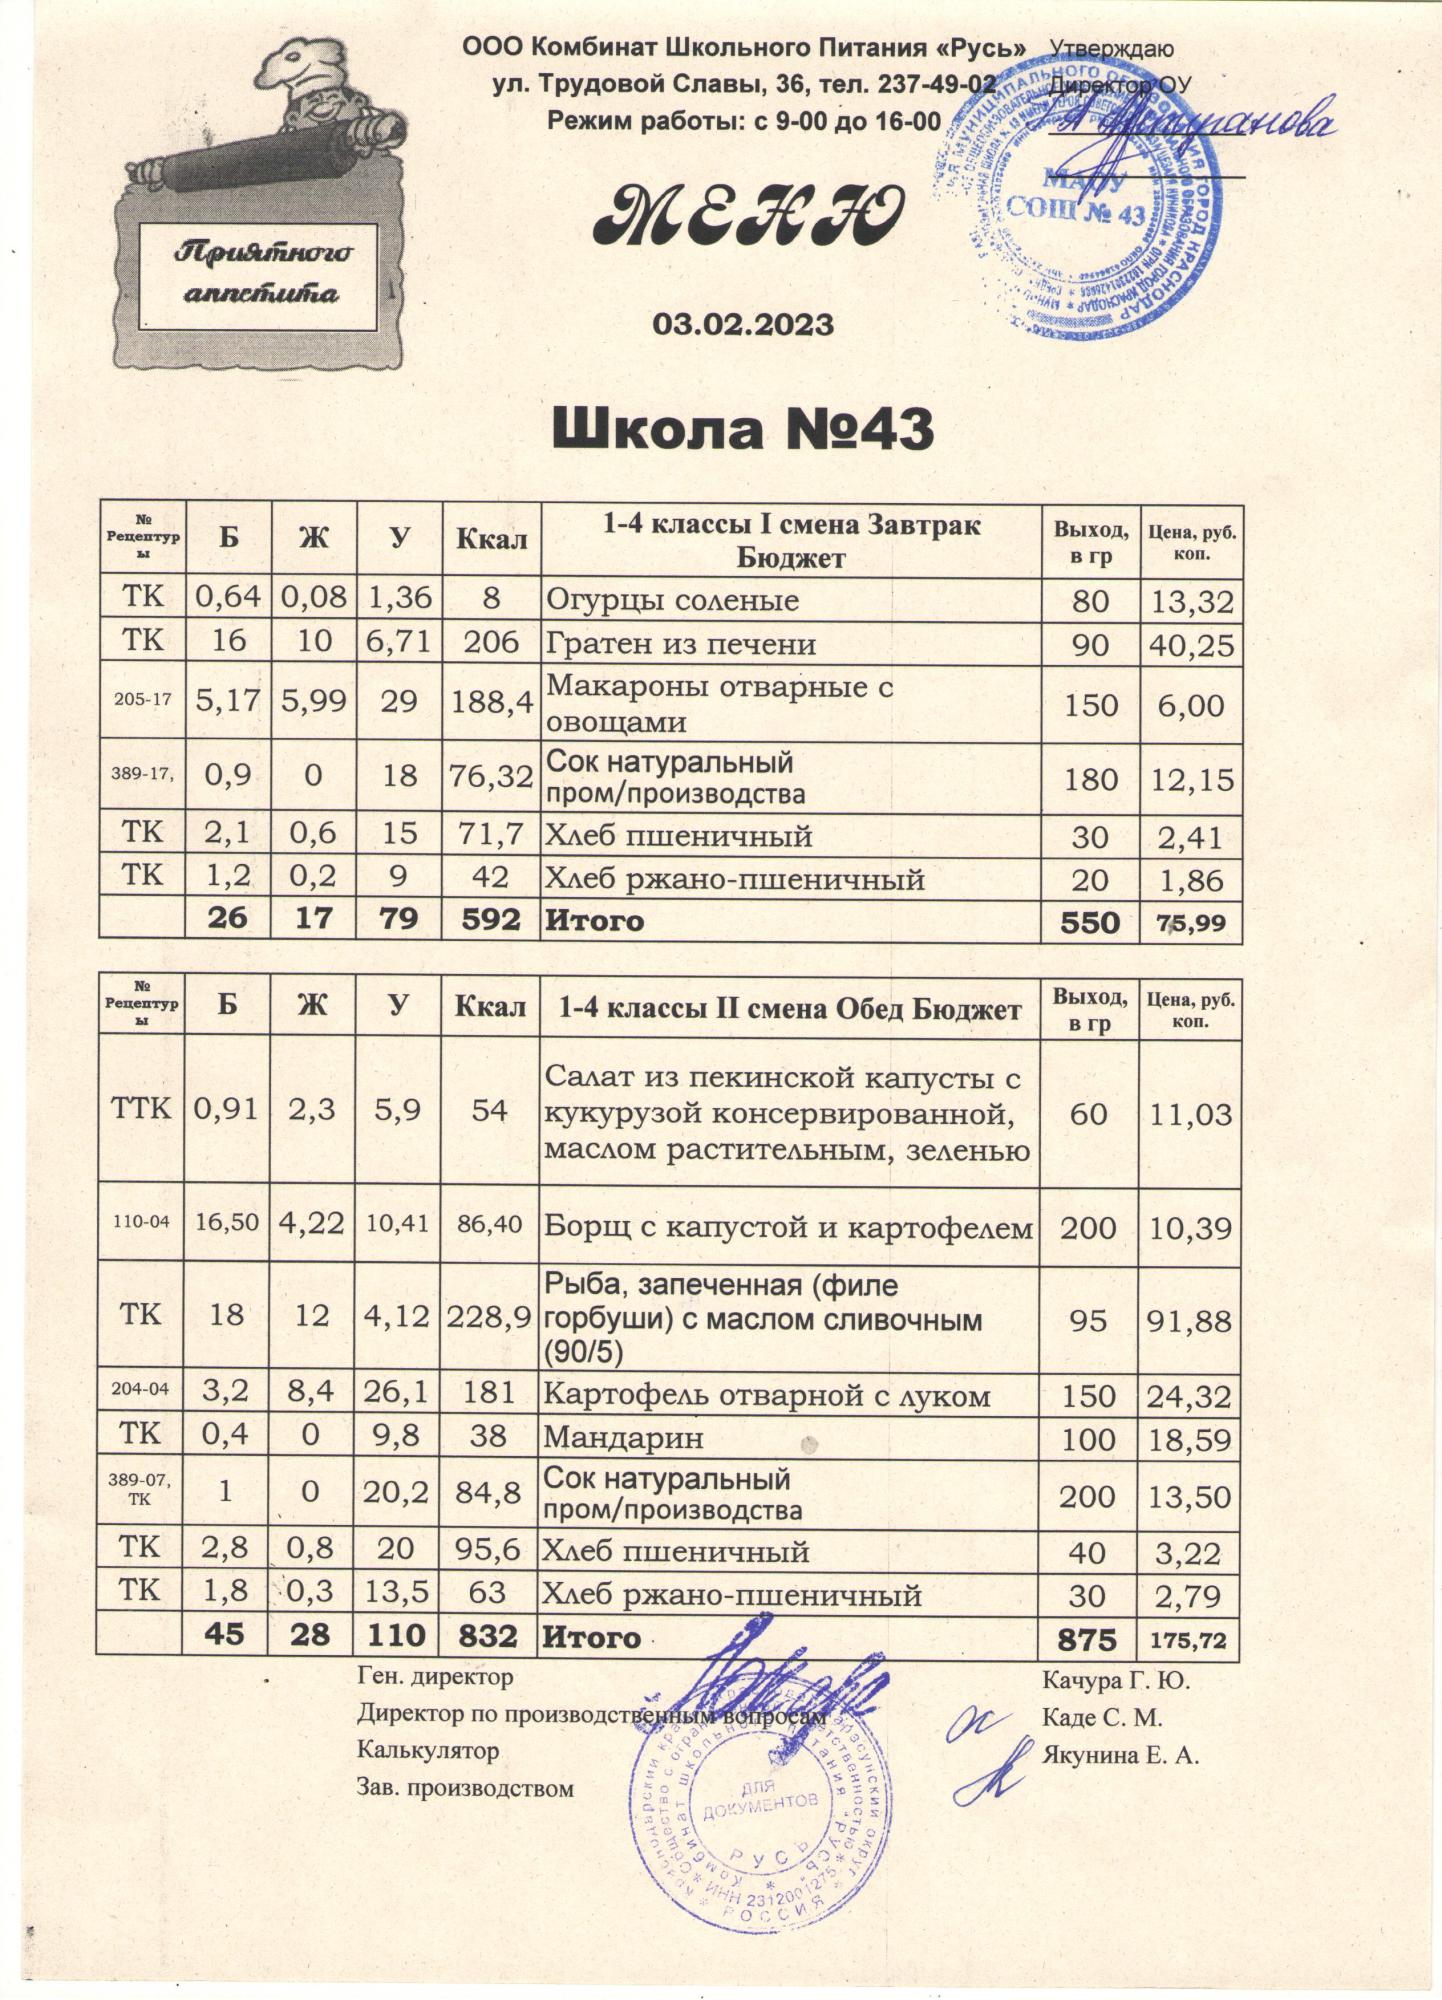 ООО Комбинат Школьного Питания «Русь»
ул. Трудовой Славы, 36, тел. 237-49-02
Режим работы: с 9-00 до 16-00
Утверждаю
Директор ОУ
МАОУ
СОШ № 43
Приятного
аппетита
МЕНЮ
03.02.2023
Школа №43
№ Рецептуры Б Ж У Ккал 1-4 классы I смена Завтрак Бюджет Выход, в гр Цена, руб. коп.
ТК 0,64 0,08 1,36 8 Огурцы соленые 80 13,32
ТК 16 10 6,71 206 Гратен из печени 90 40,25
205-17 5,17 5,99 29 188,4 Макароны отварные с овощами 150 6,00
389-17, 0,9 0 18 76,32 Сок натуральный пром/производства 180 12,15
ТК 2,1 0,6 15 71,7 Хлеб пшеничный 30 2,41
ТК 1,2 0,2 9 42 Хлеб ржано-пшеничный 20 1,86
26 17 79 592 Итого 550 75,99
№ Рецептуры Б Ж У Ккал 1-4 классы II смена Обед Бюджет Выход, в гр Цена, руб. коп.
ТТК 0,91 2,3 5,9 54 Салат из пекинской капусты с кукурузой консервированной, маслом растительным, зеленью 60 11,03
110-04 16,50 4,22 10,41 86,40 Борщ с капустой и картофелем 200 10,39
ТК 18 12 4,12 228,9 Рыба, запеченная (филе горбуши) с маслом сливочным (90/5) 95 91,88
204-04 3,2 8,4 26,1 181 Картофель отварной с луком 150 24,32
ТК 0,4 0 9,8 38 Мандарин 100 18,59
389-07, ТК 1 0 20,2 84,8 Сок натуральный пром/производства 200 13,50
ТК 2,8 0,8 20 95,6 Хлеб пшеничный 40 3,22
ТК 1,8 0,3 13,5 63 Хлеб ржано-пшеничный 30 2,79
45 28 110 832 Итого 875 175,72
Ген. директор
Директор по производственным вопросам
Калькулятор
Зав. производством
Качура Г. Ю.
Каде С. М.
Якунина Е. А.
ДЛЯ
ДОКУМЕНТОВ
РУСЬ
ИНН 2312001275
РОССИЯ